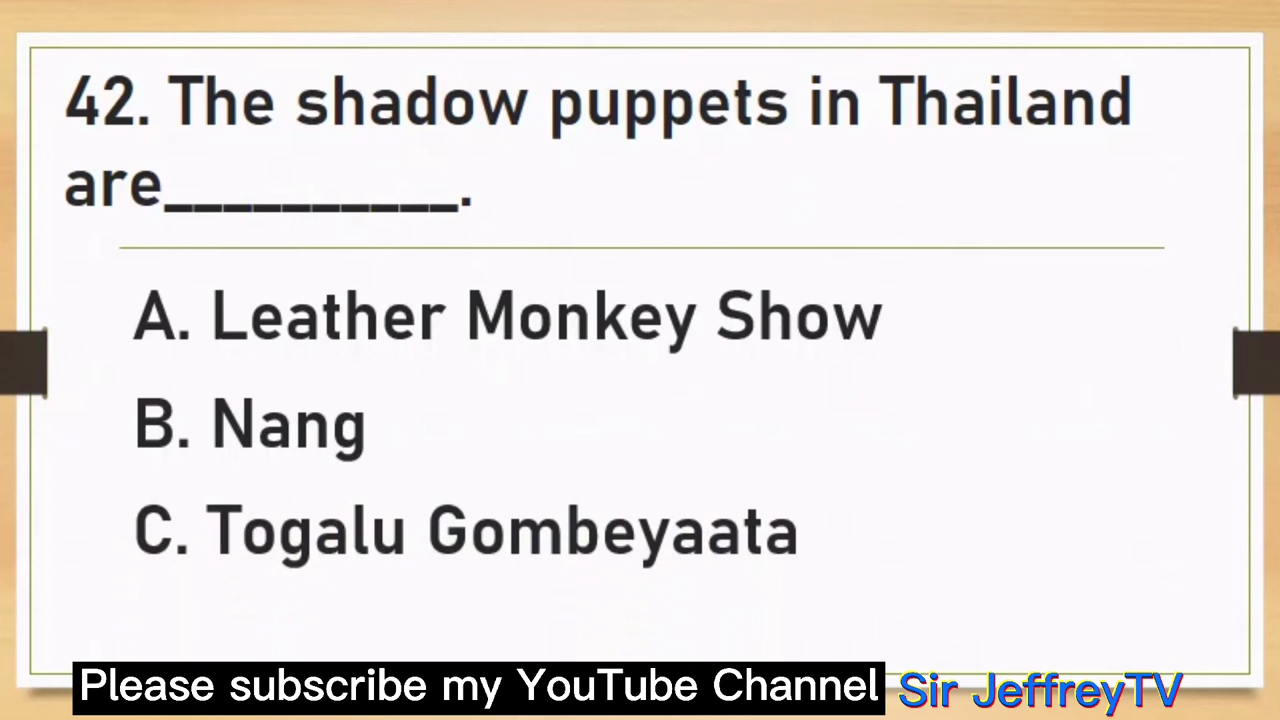 42. The shadow puppets in Thailand
are__________.
A. Leather Monkey Show
B. Nang
C. Togalu Gombeyaata
Please subscribe my YouTube Channel Sir JeffreyTV